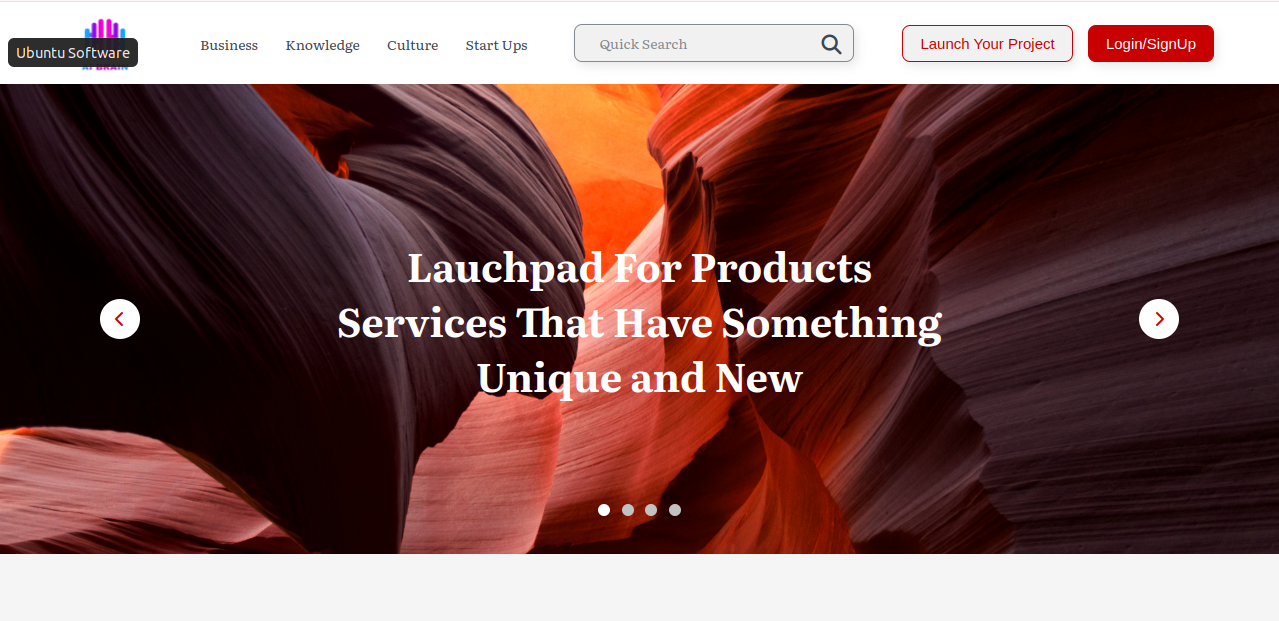 Ubuntu Software
Business Knowledge Culture Start Ups
Quick Search
Launch Your Project
Login/SignUp
Lauchpad For Products
Services That Have Something
Unique and New